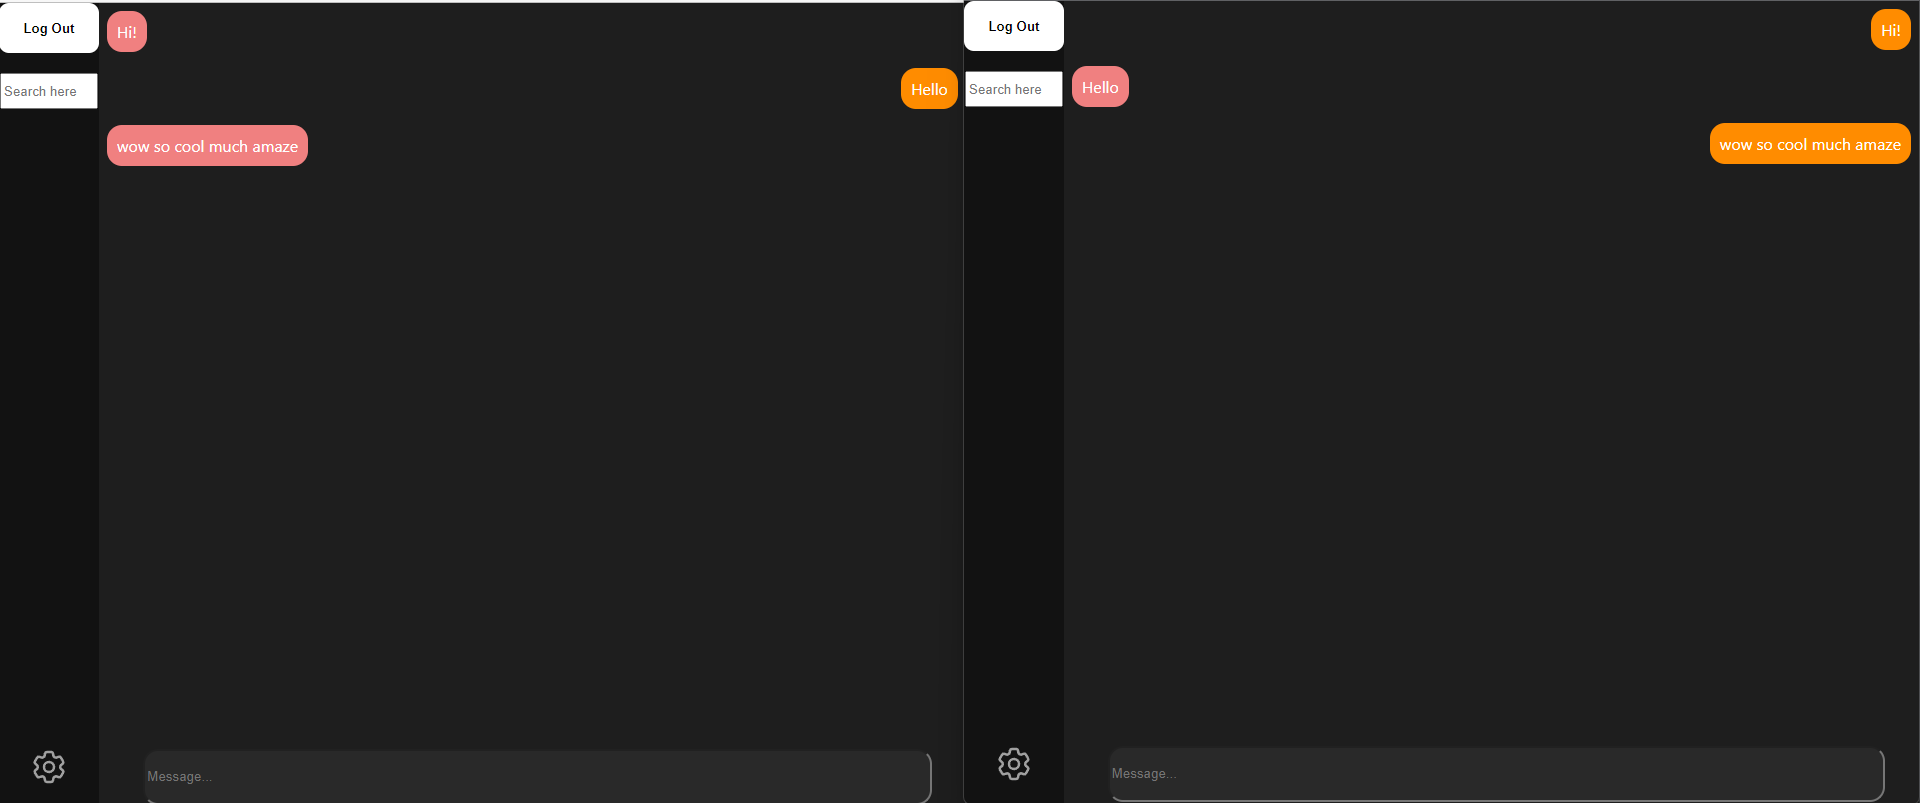 Log Out
Hi!
Search here
Hello
wow so cool much amaze
Message...
Log Out
Hi!
Search here
Hello
wow so cool much amaze
Message...